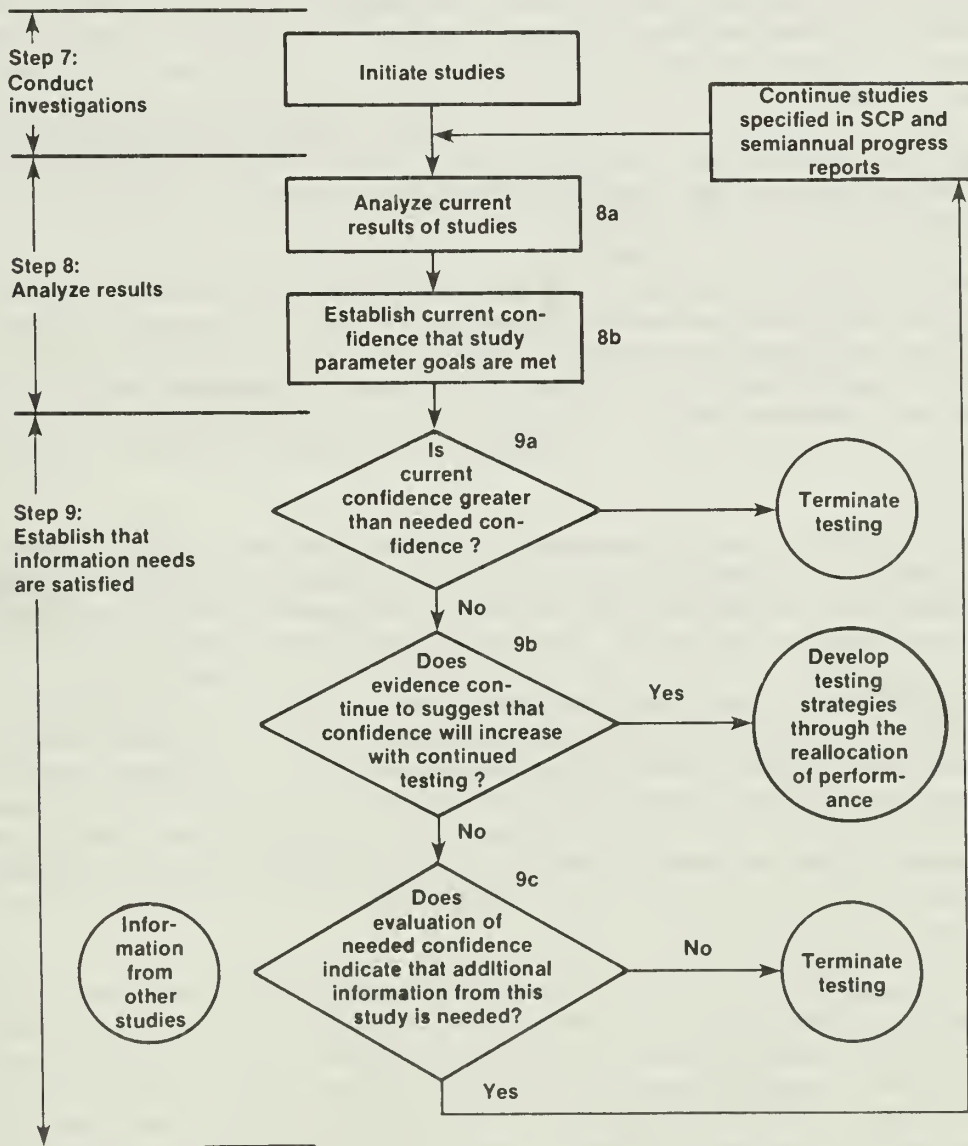 Step 7:
Conduct
investigations
Initiate studies
Continue studies
specified in SCP and
semiannual progress
reports
Step 8:
Analyze results
Analyze current
results of studies
8a
Establish current con-
fidence that study
parameter goals are met
8b
Step 9:
Establish that
information needs
are satisfied
9a
Is
current
confidence greater
than needed con-
fidence ?
Terminate
testing
No
9b
Does
evidence con-
tinue to suggest that
confidence will increase
with continued
testing ?
Yes
Develop
testing
strategies
through the
reallocation
of perform-
ance
No
9c
Infor-
mation
from
other
studies
Does
evaluation of
needed confidence
indicate that additional
information from this
study is needed?
No
Terminate
testing
Yes